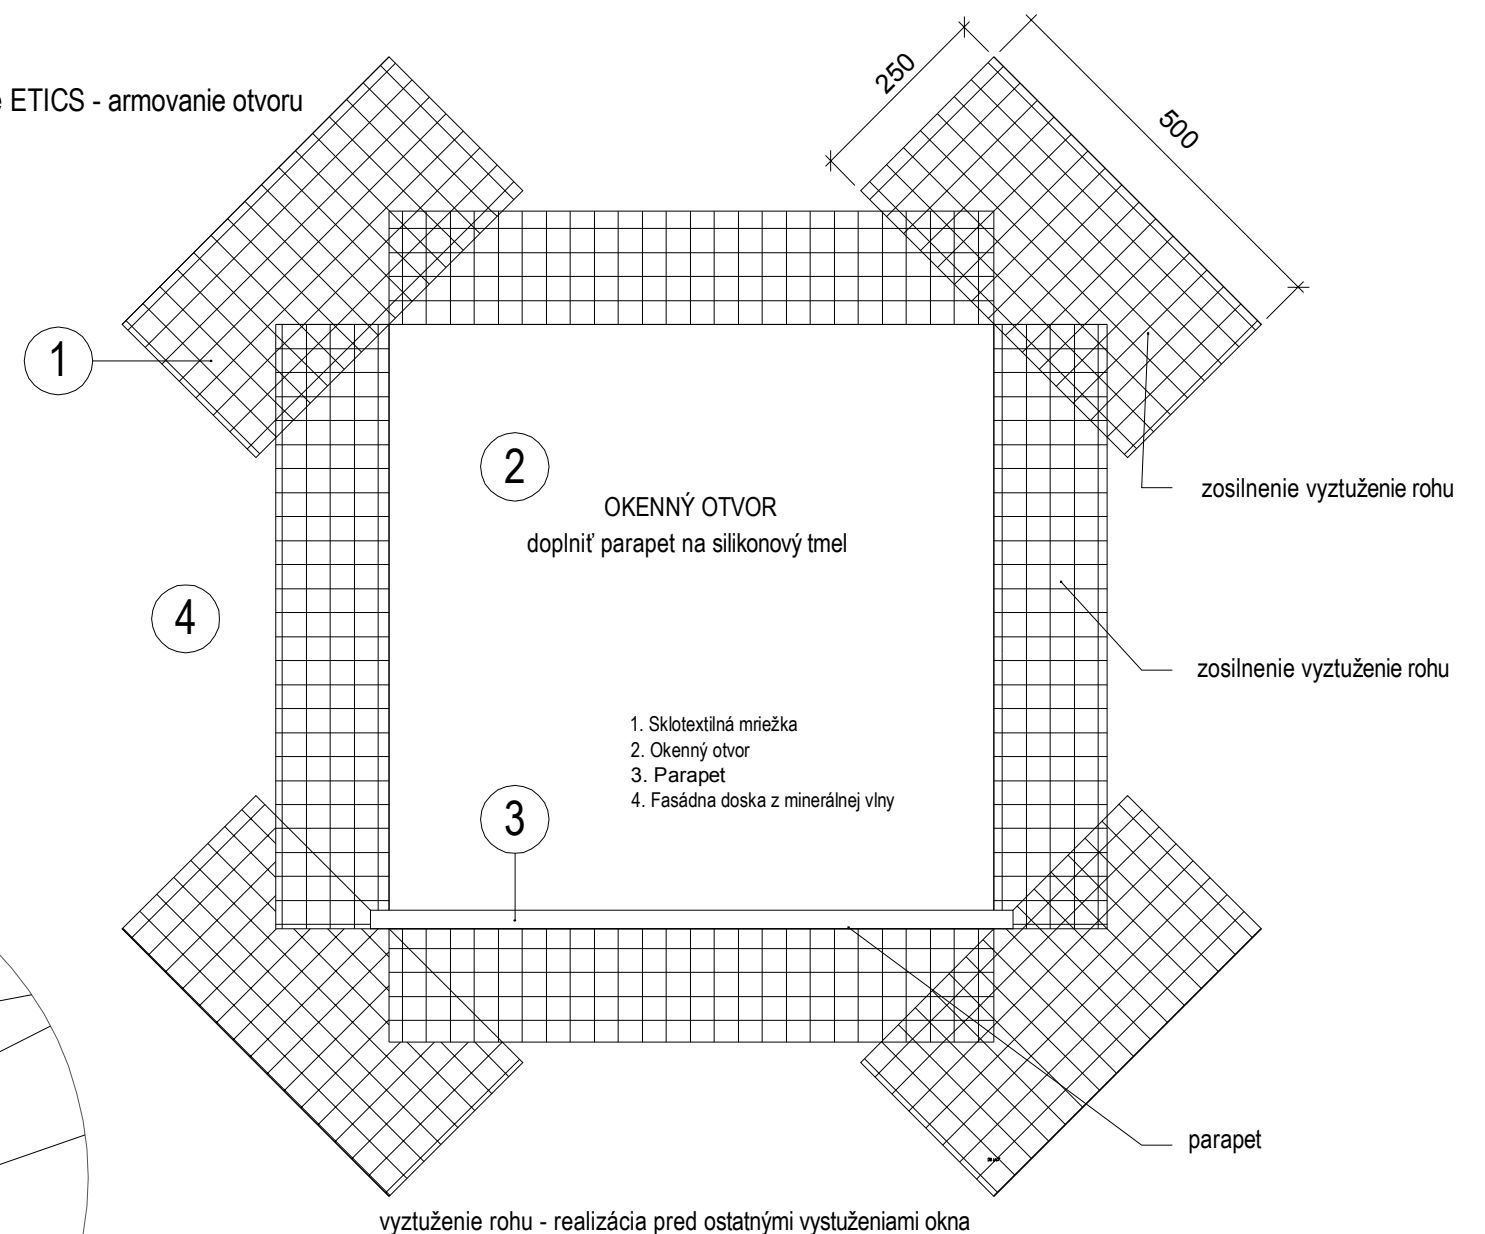 ETICS - armovanie otvoru
250
500
1
2
OKENNÝ OTVOR
doplniť parapet na silikonový tmel
zosilnenie vyztuženie rohu
4
zosilnenie vyztuženie rohu
1. Sklotextilná mriežka
2. Okenný otvor
3. Parapet
4. Fasádna doska z minerálnej vlny
3
parapet
vyztuženie rohu - realizácia pred ostatnými vystuženiami okna